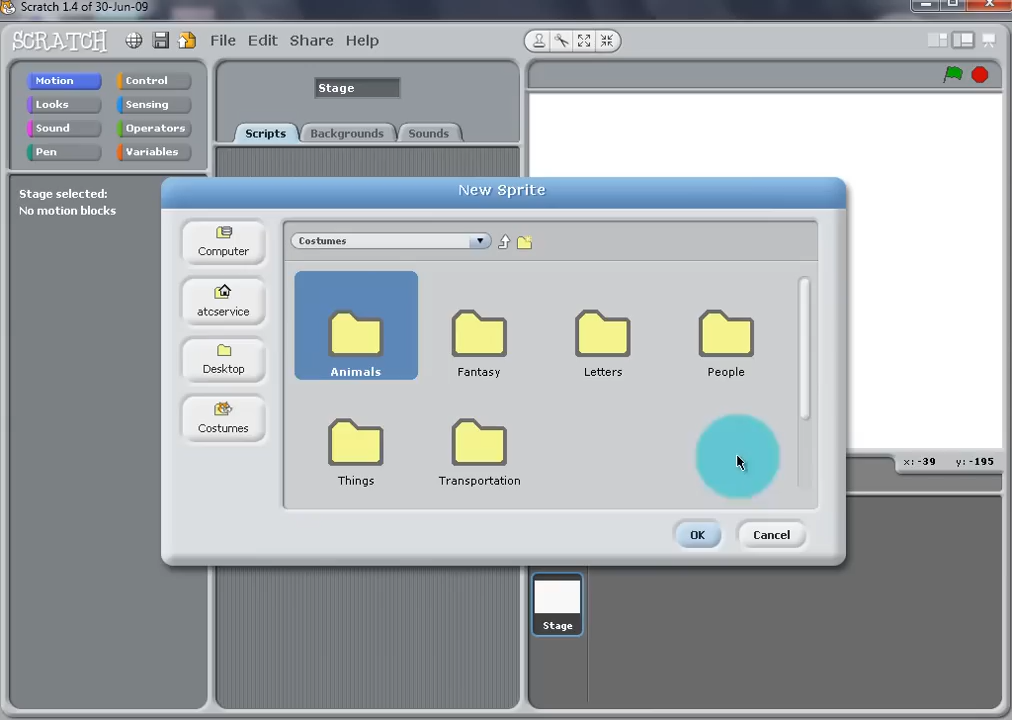 Scratch 1.4 of 30-Jun-09
SCRATCH File Edit Share Help
Motion Control
Looks Sensing
Sound Operators
Pen Variables
Stage
Scripts Backgrounds Sounds
Stage selected:
No motion blocks
New Sprite
Computer
atcservice
Desktop
Costumes
Costumes
Animals Fantasy Letters People
Things Transportation
OK Cancel
x: -39 y: -195
Stage